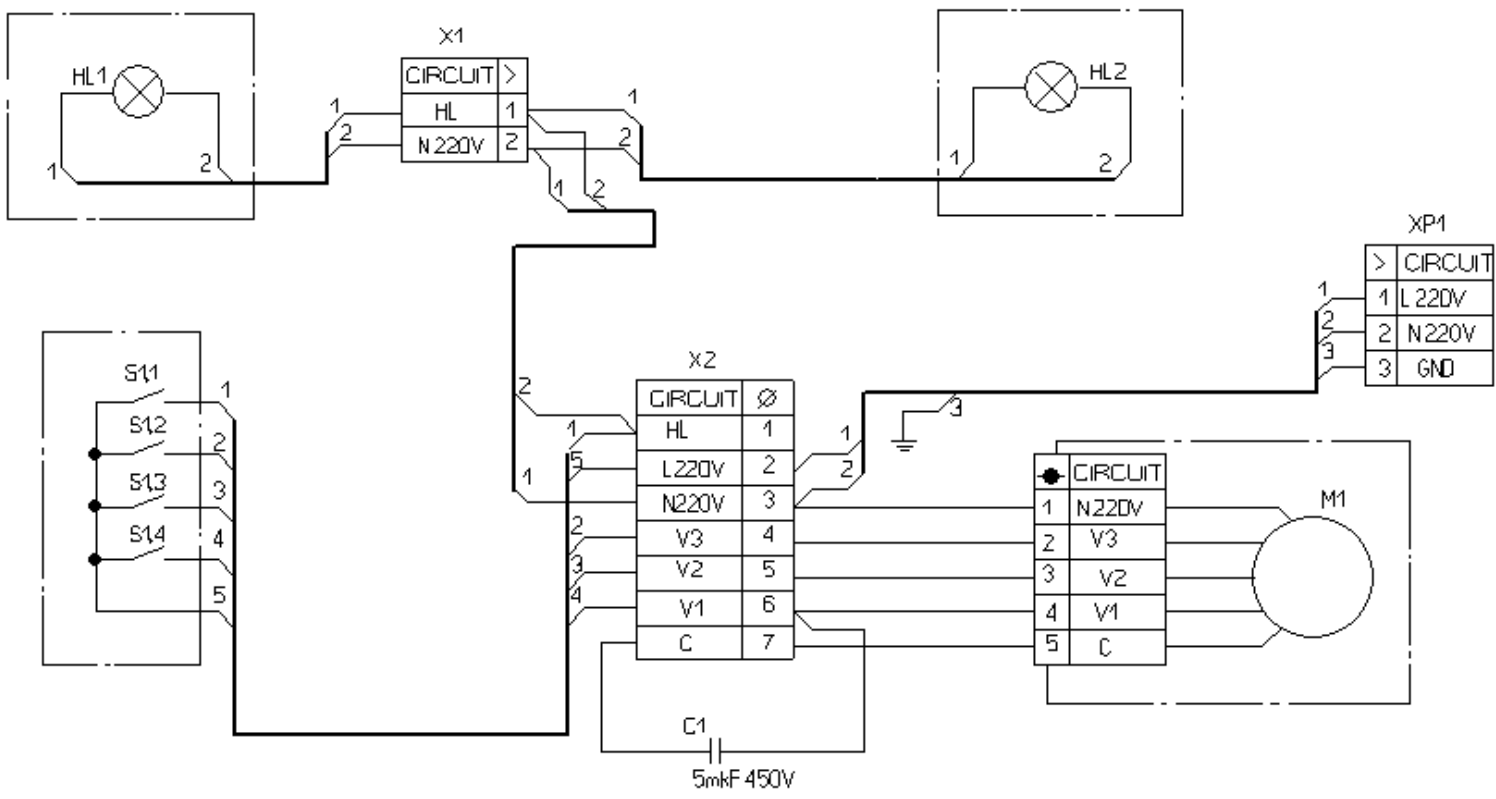 X1
HL1
CIRCUIT >
HL 1
N220V 2
1
2
1
2
1
2
1
2
HL2
1
2
XP1
> CIRCUIT
1 L220V
2 N220V
3 GND
1
2
3
S1,1
S1,2
S1,3
S1,4
1
2
3
4
5
X2
CIRCUIT Ø
HL 1
L220V 2
N220V 3
V3 4
V2 5
V1 6
C 7
2
1
5
1
2
3
4
1
2
3
CIRCUIT
1 N220V
2 V3
3 V2
4 V1
5 C
M1
C1
5mkF 450V